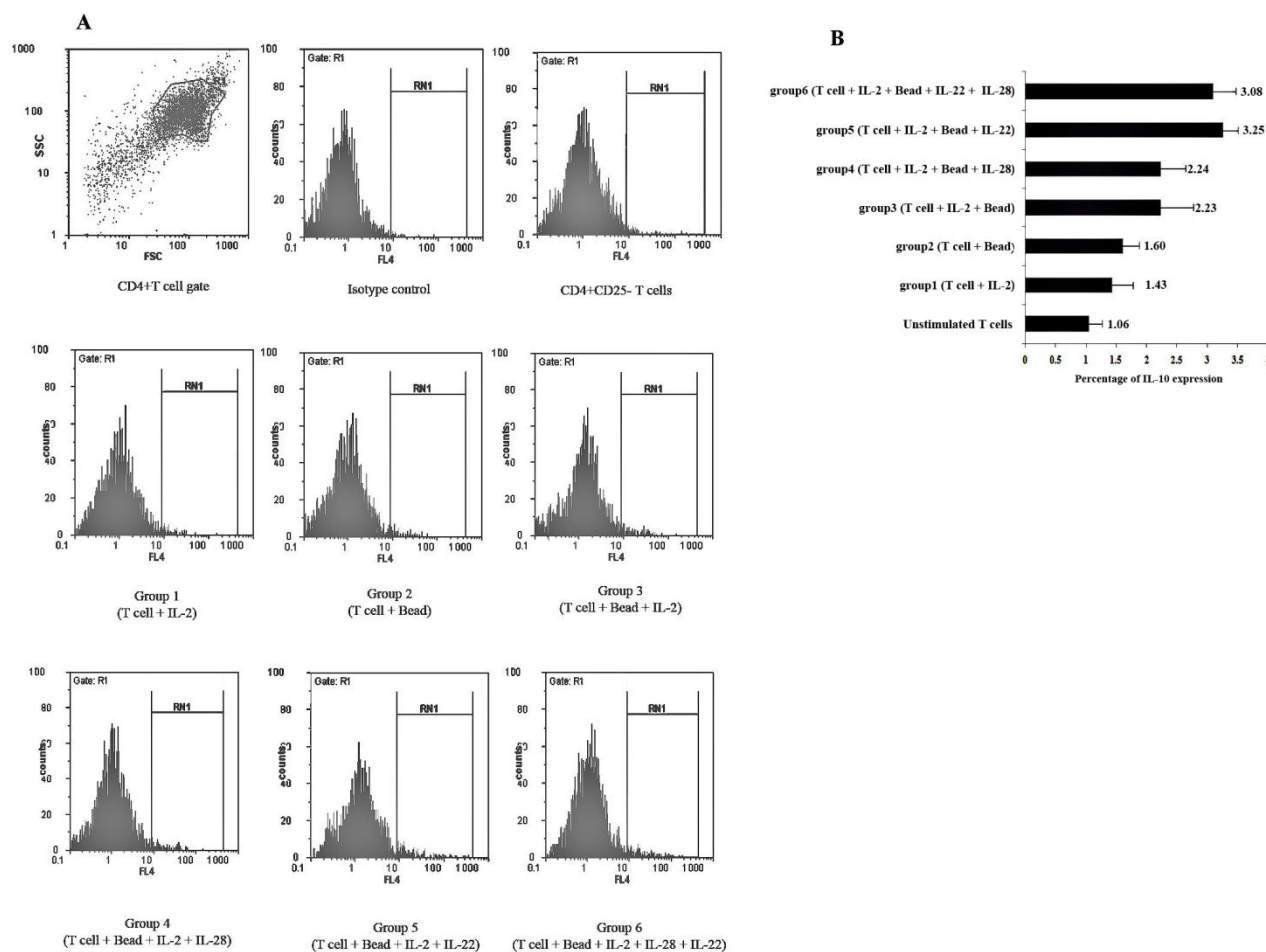 A
1000
100
10
1
SSC
R1
1
10
100
1000
FSC
CD4+T cell gate
100
80
60
40
20
0
counts
Gate: R1
RN1
0.1
1
10
100
1000
FL4
Isotype control
100
80
60
40
20
0
counts
Gate: R1
RN1
0.1
1
10
100
1000
FL4
CD4+CD25- T cells
100
80
60
40
20
0
counts
Gate: R1
RN1
0.1
1
10
100
1000
FL4
Group 1
(T cell + IL-2)
100
80
60
40
20
0
counts
Gate: R1
RN1
0.1
1
10
100
1000
FL4
Group 2
(T cell + Bead)
100
80
60
40
20
0
counts
Gate: R1
RN1
0.1
1
10
100
1000
FL4
Group 3
(T cell + Bead + IL-2)
100
80
60
40
20
0
counts
Gate: R1
RN1
0.1
1
10
100
1000
FL4
Group 4
(T cell + Bead + IL-2 + IL-28)
100
80
60
40
20
0
counts
Gate: R1
RN1
0.1
1
10
100
1000
FL4
Group 5
(T cell + Bead + IL-2 + IL-22)
100
80
60
40
20
0
counts
Gate: R1
RN1
0.1
1
10
100
1000
FL4
Group 6
(T cell + Bead + IL-2 + IL-28 + IL-22)
B
group6 (T cell + IL-2 + Bead + IL-22 + IL-28) 3.08
group5 (T cell + IL-2 + Bead + IL-22) 3.25
group4 (T cell + IL-2 + Bead + IL-28) 2.24
group3 (T cell + IL-2 + Bead) 2.23
group2 (T cell + Bead) 1.60
group1 (T cell + IL-2) 1.43
Unstimulated T cells 1.06
0 0.5 1 1.5 2 2.5 3 3.5
Percentage of IL-10 expression